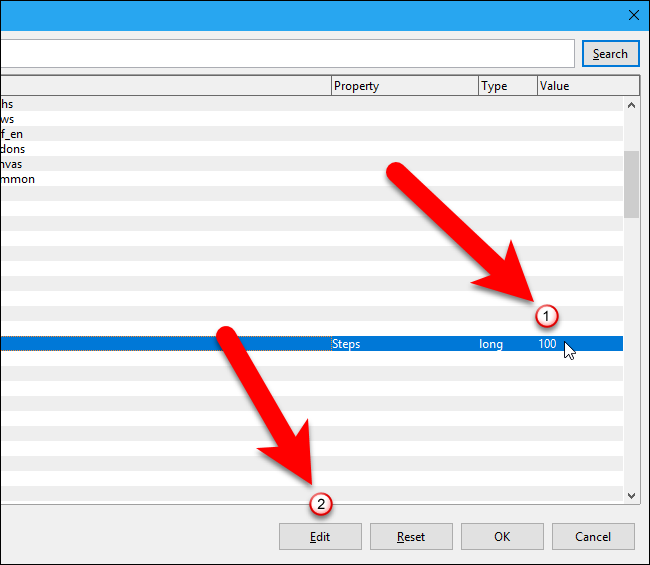 Search
Property Type Value
hs
ws
f_en
dons
nvas
mmon
1
Steps long 100
2
Edit Reset OK Cancel